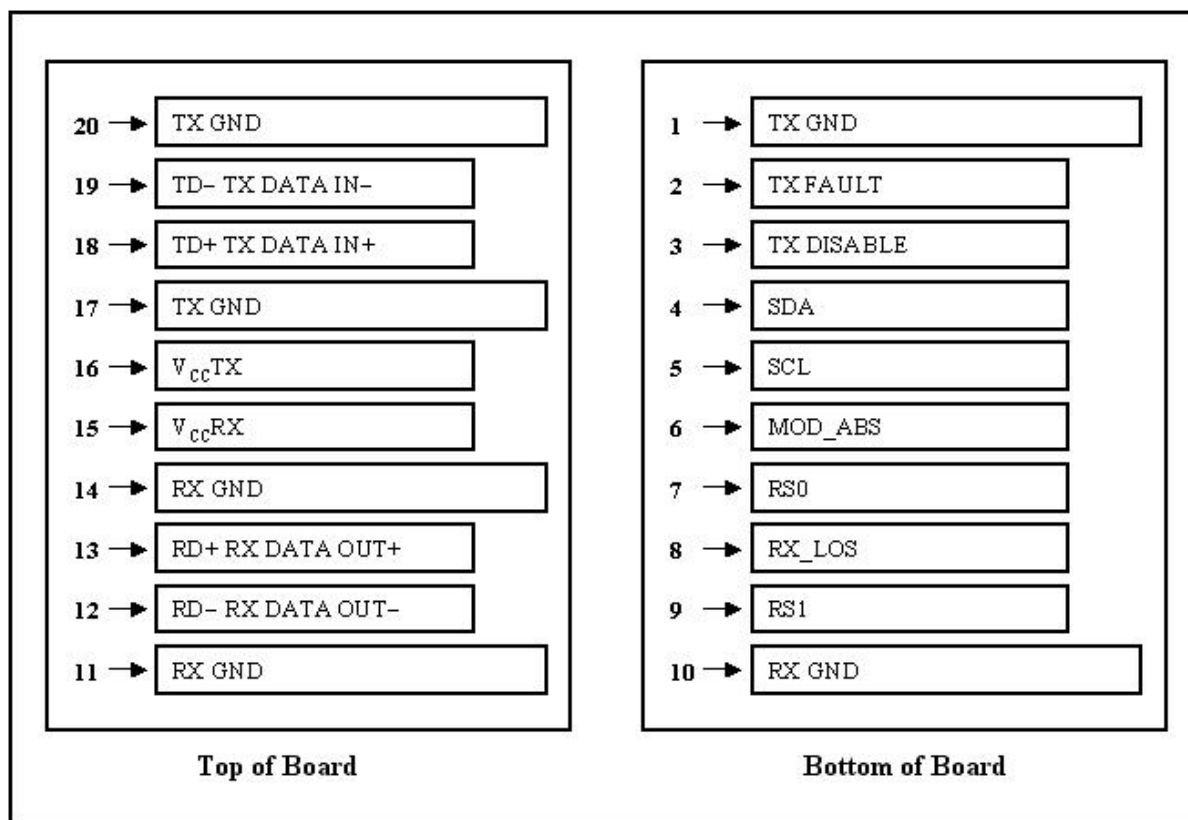 20 TX GND
19 TD− TX DATA IN−
18 TD+ TX DATA IN+
17 TX GND
16 VCCTX
15 VCCRX
14 RX GND
13 RD+ RX DATA OUT+
12 RD− RX DATA OUT−
11 RX GND
Top of Board
1 TX GND
2 TX FAULT
3 TX DISABLE
4 SDA
5 SCL
6 MOD_ABS
7 RS0
8 RX_LOS
9 RS1
10 RX GND
Bottom of Board